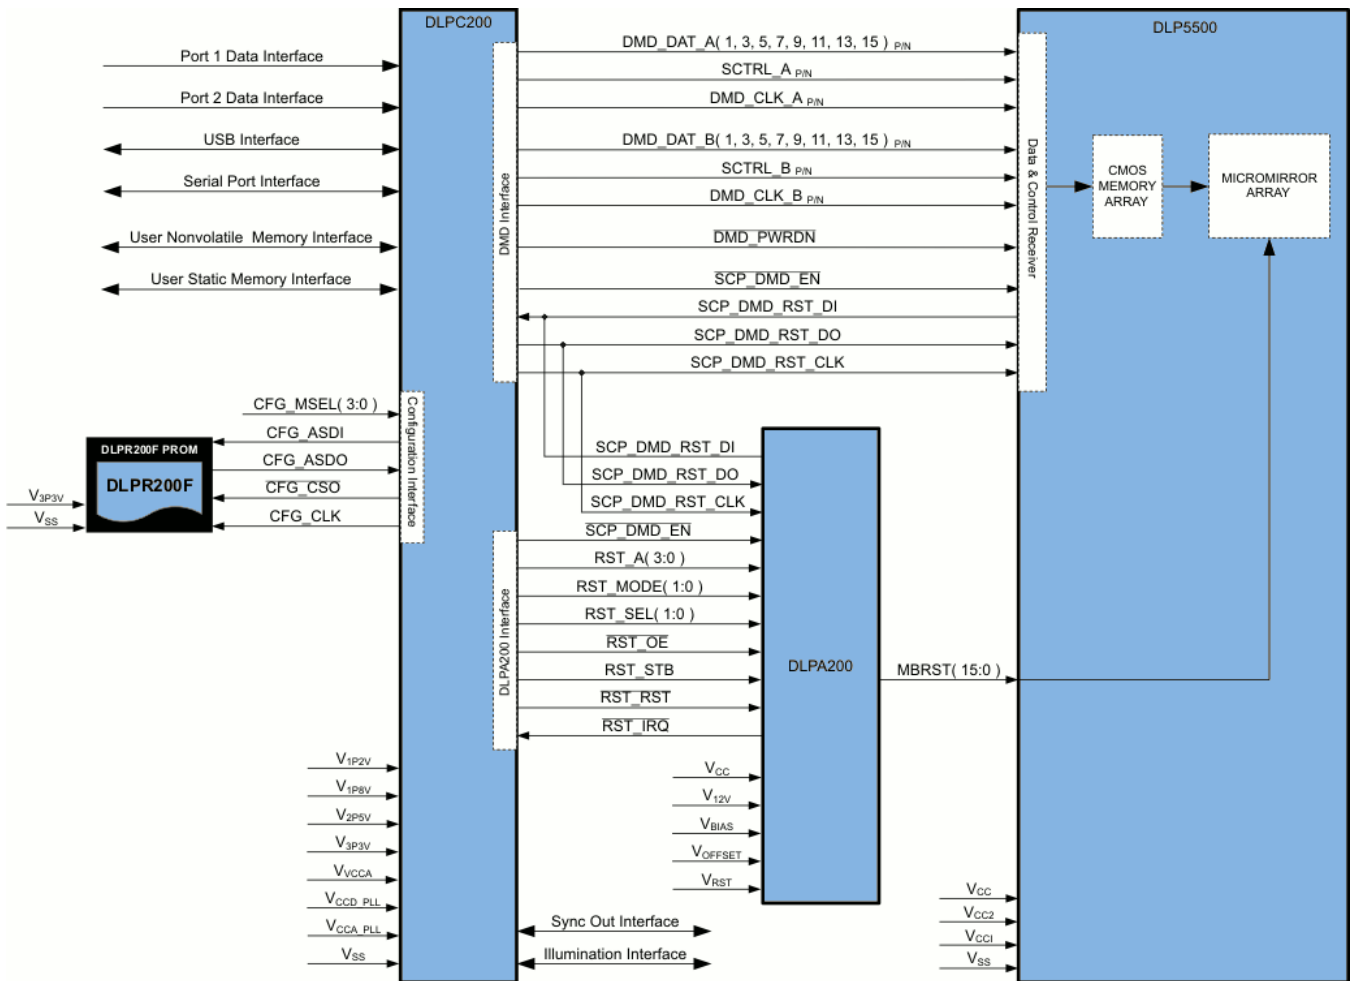 DLPC200
DLP5500
Port 1 Data Interface
Port 2 Data Interface
USB Interface
Serial Port Interface
User Nonvolatile Memory Interface
User Static Memory Interface
DMD_DAT_A( 1, 3, 5, 7, 9, 11, 13, 15 ) P/N
SCTRL_A P/N
DMD_CLK_A P/N
DMD_DAT_B( 1, 3, 5, 7, 9, 11, 13, 15 ) P/N
SCTRL_B P/N
DMD_CLK_B P/N
DMD_PWRDN
SCP_DMD_EN
SCP_DMD_RST_DI
SCP_DMD_RST_DO
SCP_DMD_RST_CLK
DMD Interface
Data & Control Receiver
CMOS
MEMORY
ARRAY
MICROMIRROR
ARRAY
CFG_MSEL( 3:0 )
CFG_ASDI
CFG_ASDO
CFG_CSO
CFG_CLK
Configuration Interface
DLPR200F PROM
DLPR200F
V3P3V
VSS
SCP_DMD_RST_DI
SCP_DMD_RST_DO
SCP_DMD_RST_CLK
SCP_DMD_EN
RST_A( 3:0 )
RST_MODE( 1:0 )
RST_SEL( 1:0 )
RST_OE
RST_STB
RST_RST
RST_IRQ
DLPA200 Interface
DLPA200
MBRST( 15:0 )
V1P2V
V1P8V
V2P5V
V3P3V
VVCCA
VCCD_PLL
VCCA_PLL
VSS
VCC
V12V
VBIAS
VOFFSET
VRST
Sync Out Interface
Illumination Interface
VCC
VCC2
VCCI
VSS